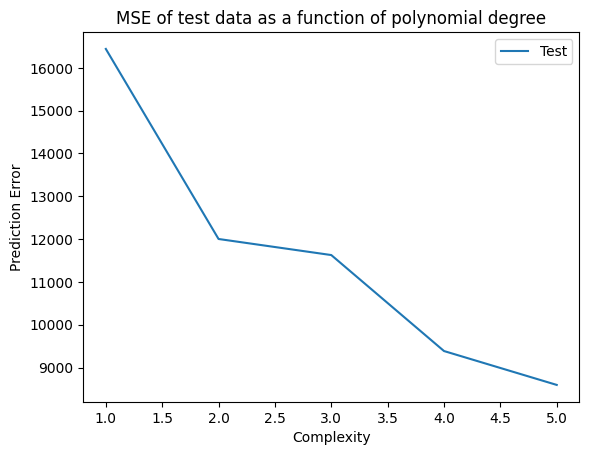 MSE of test data as a function of polynomial degree
Test
16000
15000
14000
13000
12000
11000
10000
9000
Prediction Error
1.0 1.5 2.0 2.5 3.0 3.5 4.0 4.5 5.0
Complexity